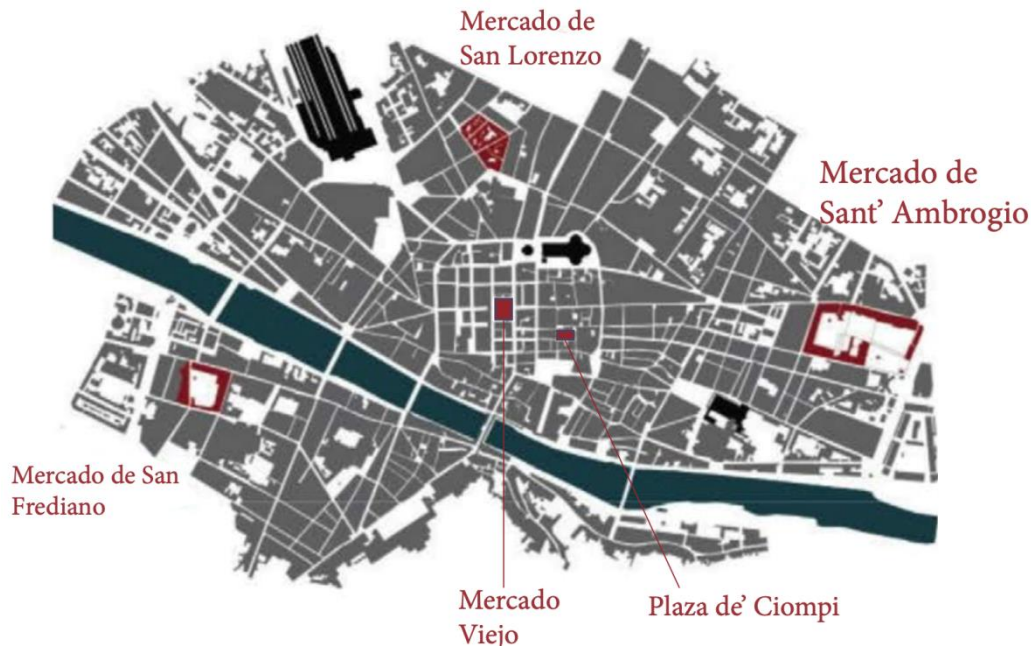 Mercado de
San Lorenzo
Mercado de
Sant’ Ambrogio
Mercado de San
Frediano
Mercado
Viejo
Plaza de’ Ciompi